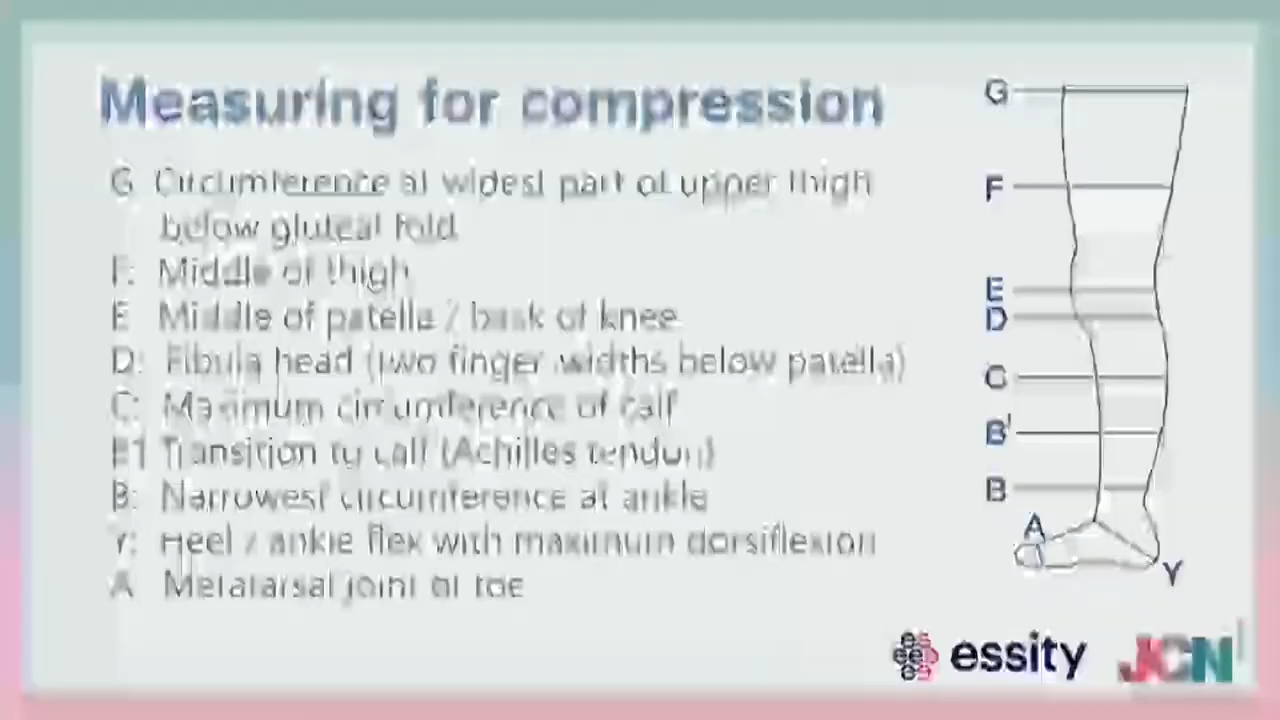 Measuring for compression
G Circumference at widest part of upper thigh
below gluteal fold
F: Middle of thigh
E Middle of patella / back of knee
D: Fibula head (two finger widths below patella)
C: Maximum circumference of calf
B1 Transition to calf (Achilles tendon)
B: Narrowest circumference at ankle
Y: Heel / ankle flex with maximum dorsiflexion
A Metatarsal joint of toe
G
F
E
D
C
B'
B
A
Y
essity
JCN